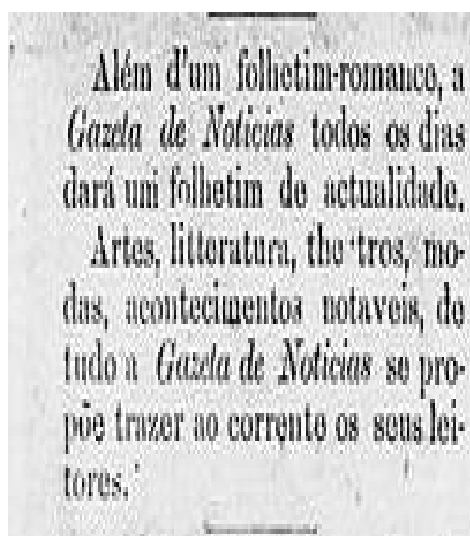 Além d'um folhetim-romance, a
Gazeta de Noticias todos os dias
dará um folhetim de actualidade.
Artes, litteratura, the tros, mo-
das, acontecimentos notaveis, de
tudo a Gazeta de Noticias se pro-
põe trazer ao corrente os seus lei-
tores.